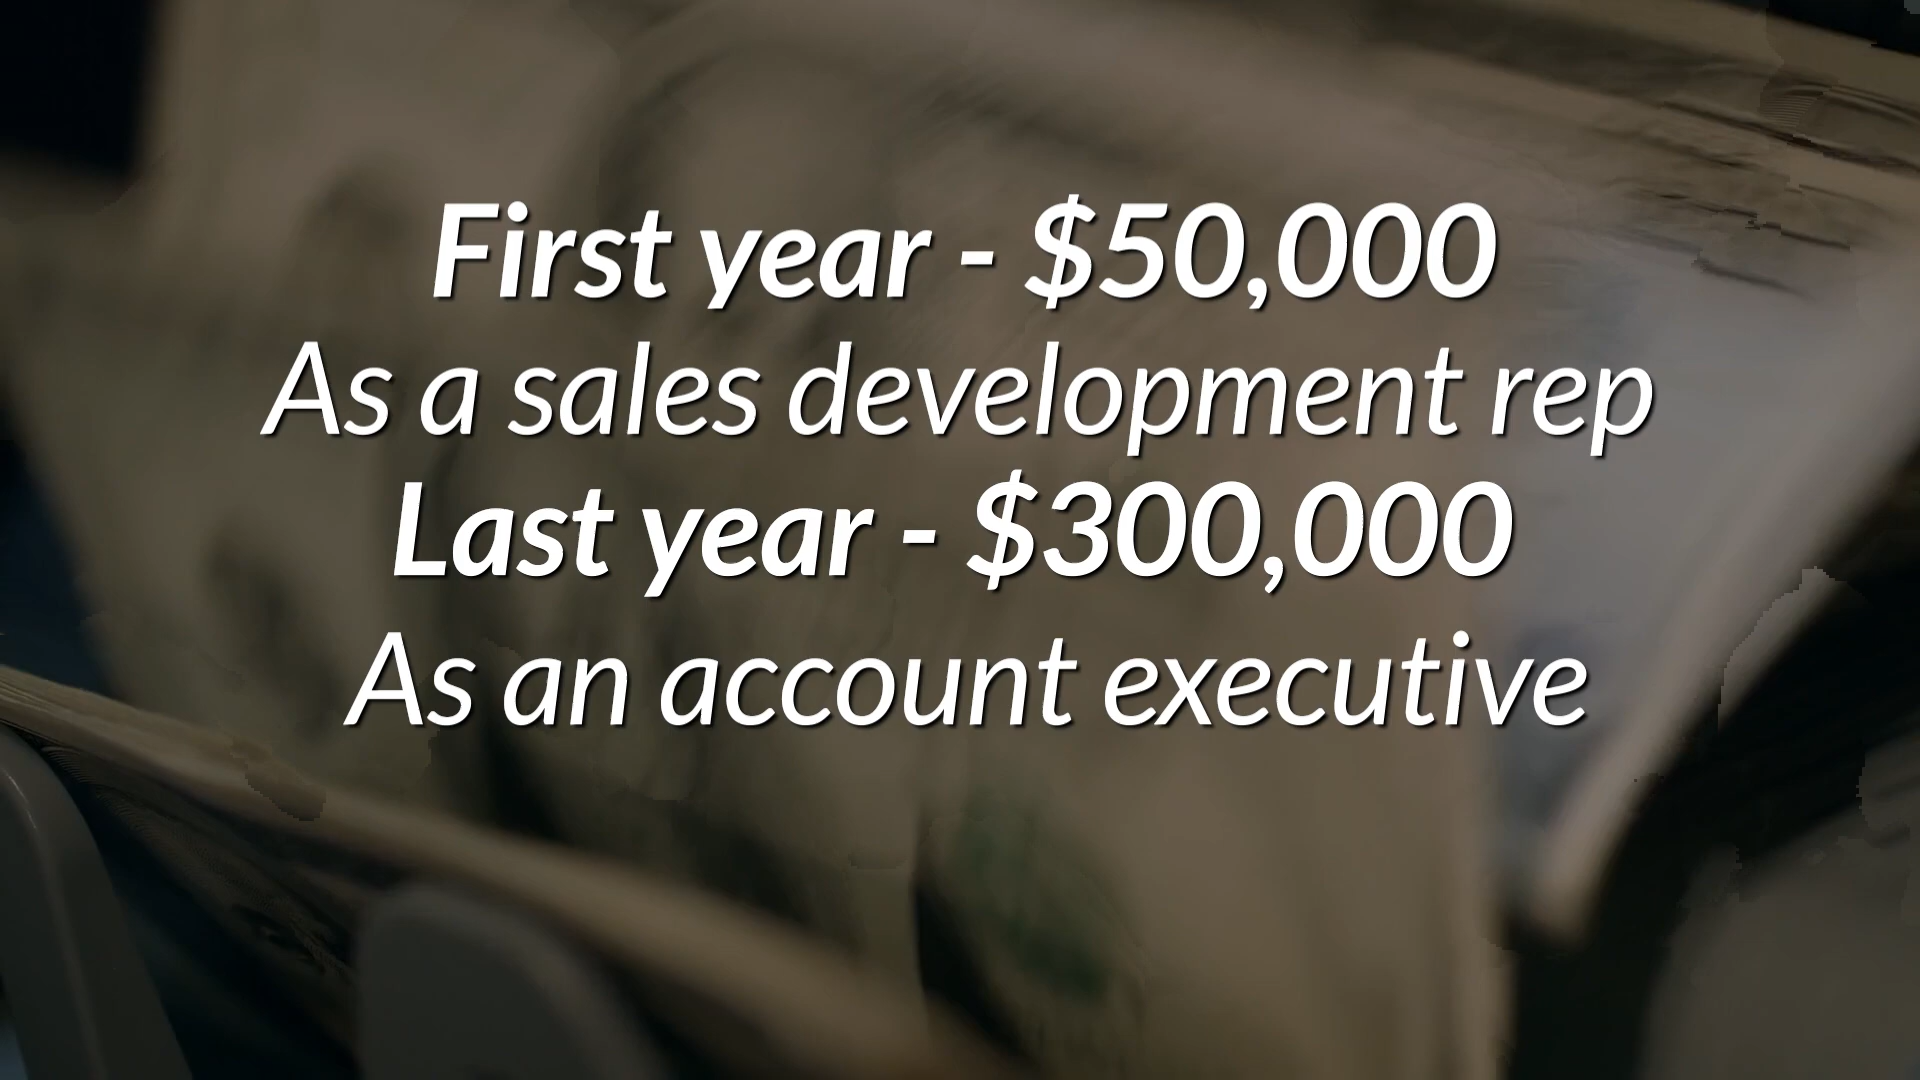 First year - $50,000
As a sales development rep
Last year - $300,000
As an account executive